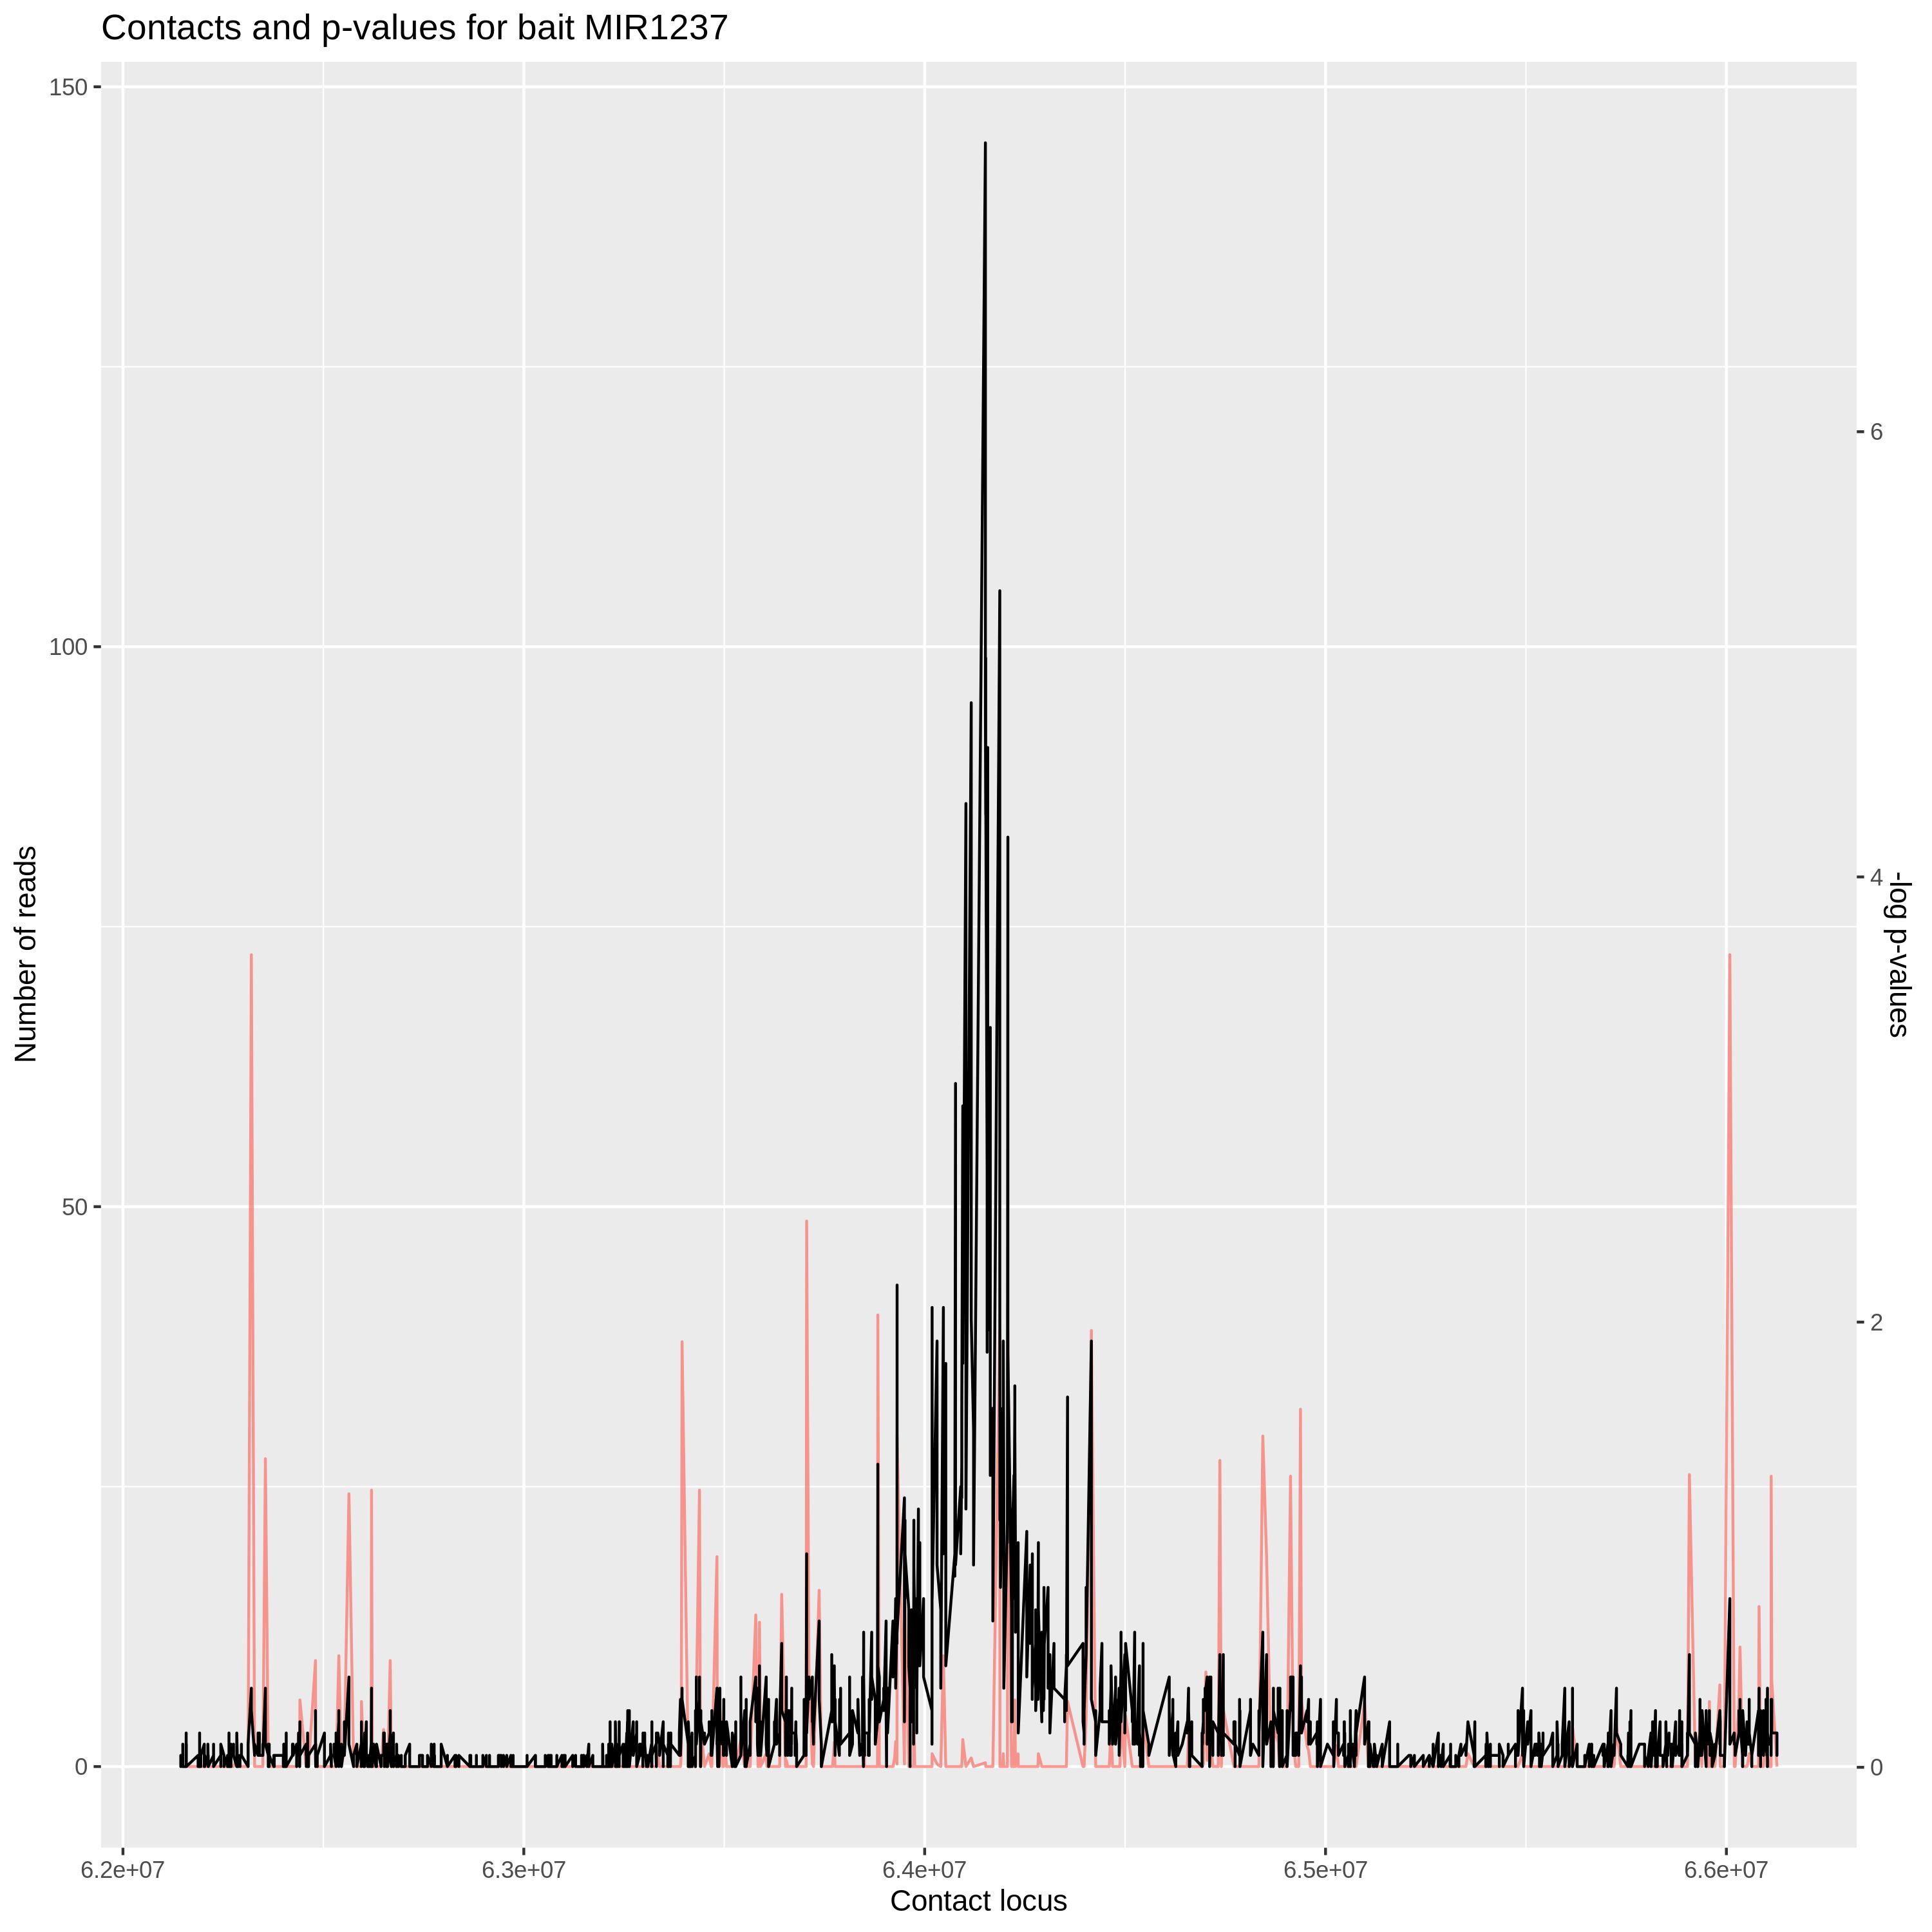 Contacts and p-values for bait MIR1237
150
100
50
0
Number of reads
6
4
2
0
-log p-values
6.2e+07
6.3e+07
6.4e+07
6.5e+07
6.6e+07
Contact locus